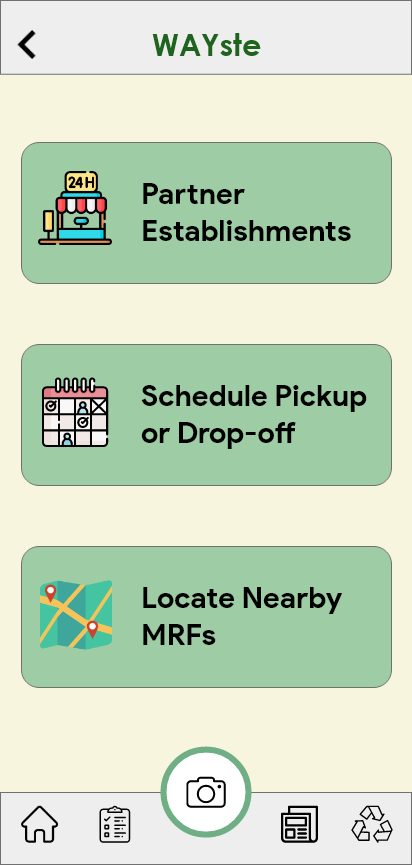 WAYste
24H
Partner
Establishments
Schedule Pickup
or Drop-off
Locate Nearby
MRFs